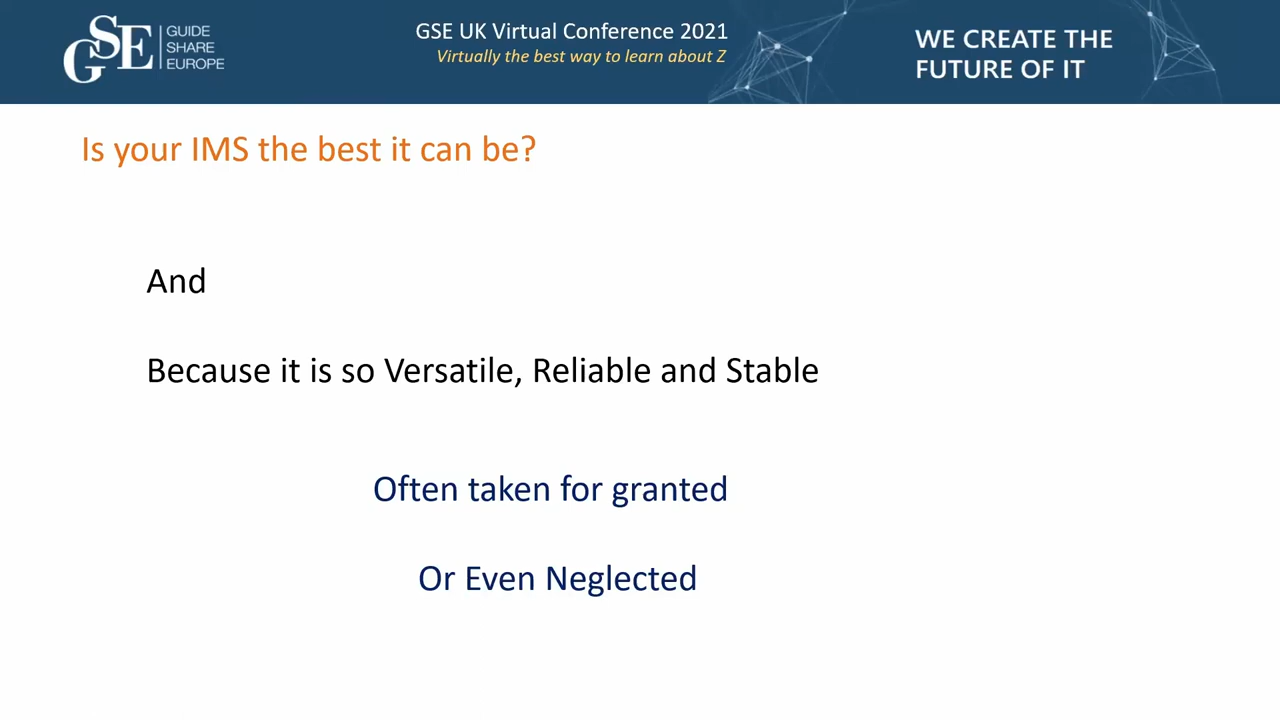 GSE
GUIDE
SHARE
EUROPE
GSE UK Virtual Conference 2021
Virtually the best way to learn about Z
WE CREATE THE
FUTURE OF IT
Is your IMS the best it can be?
And
Because it is so Versatile, Reliable and Stable
Often taken for granted
Or Even Neglected